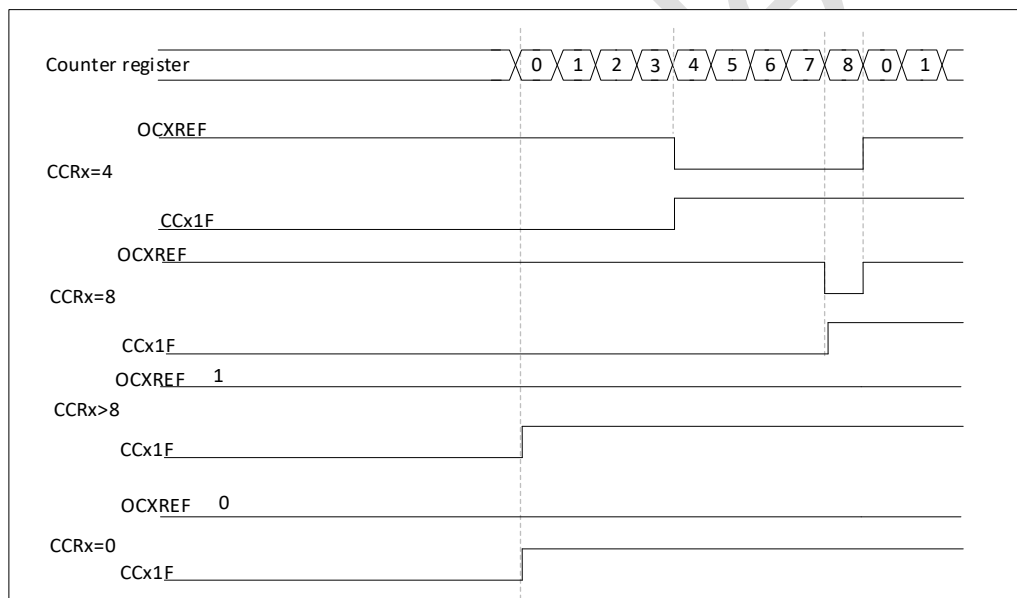 Counter register 0 1 2 3 4 5 6 7 8 0 1
OCXREF
CCRx=4
CCx1F
OCXREF
CCRx=8
CCx1F
OCXREF 1
CCRx>8
CCx1F
OCXREF 0
CCRx=0
CCx1F